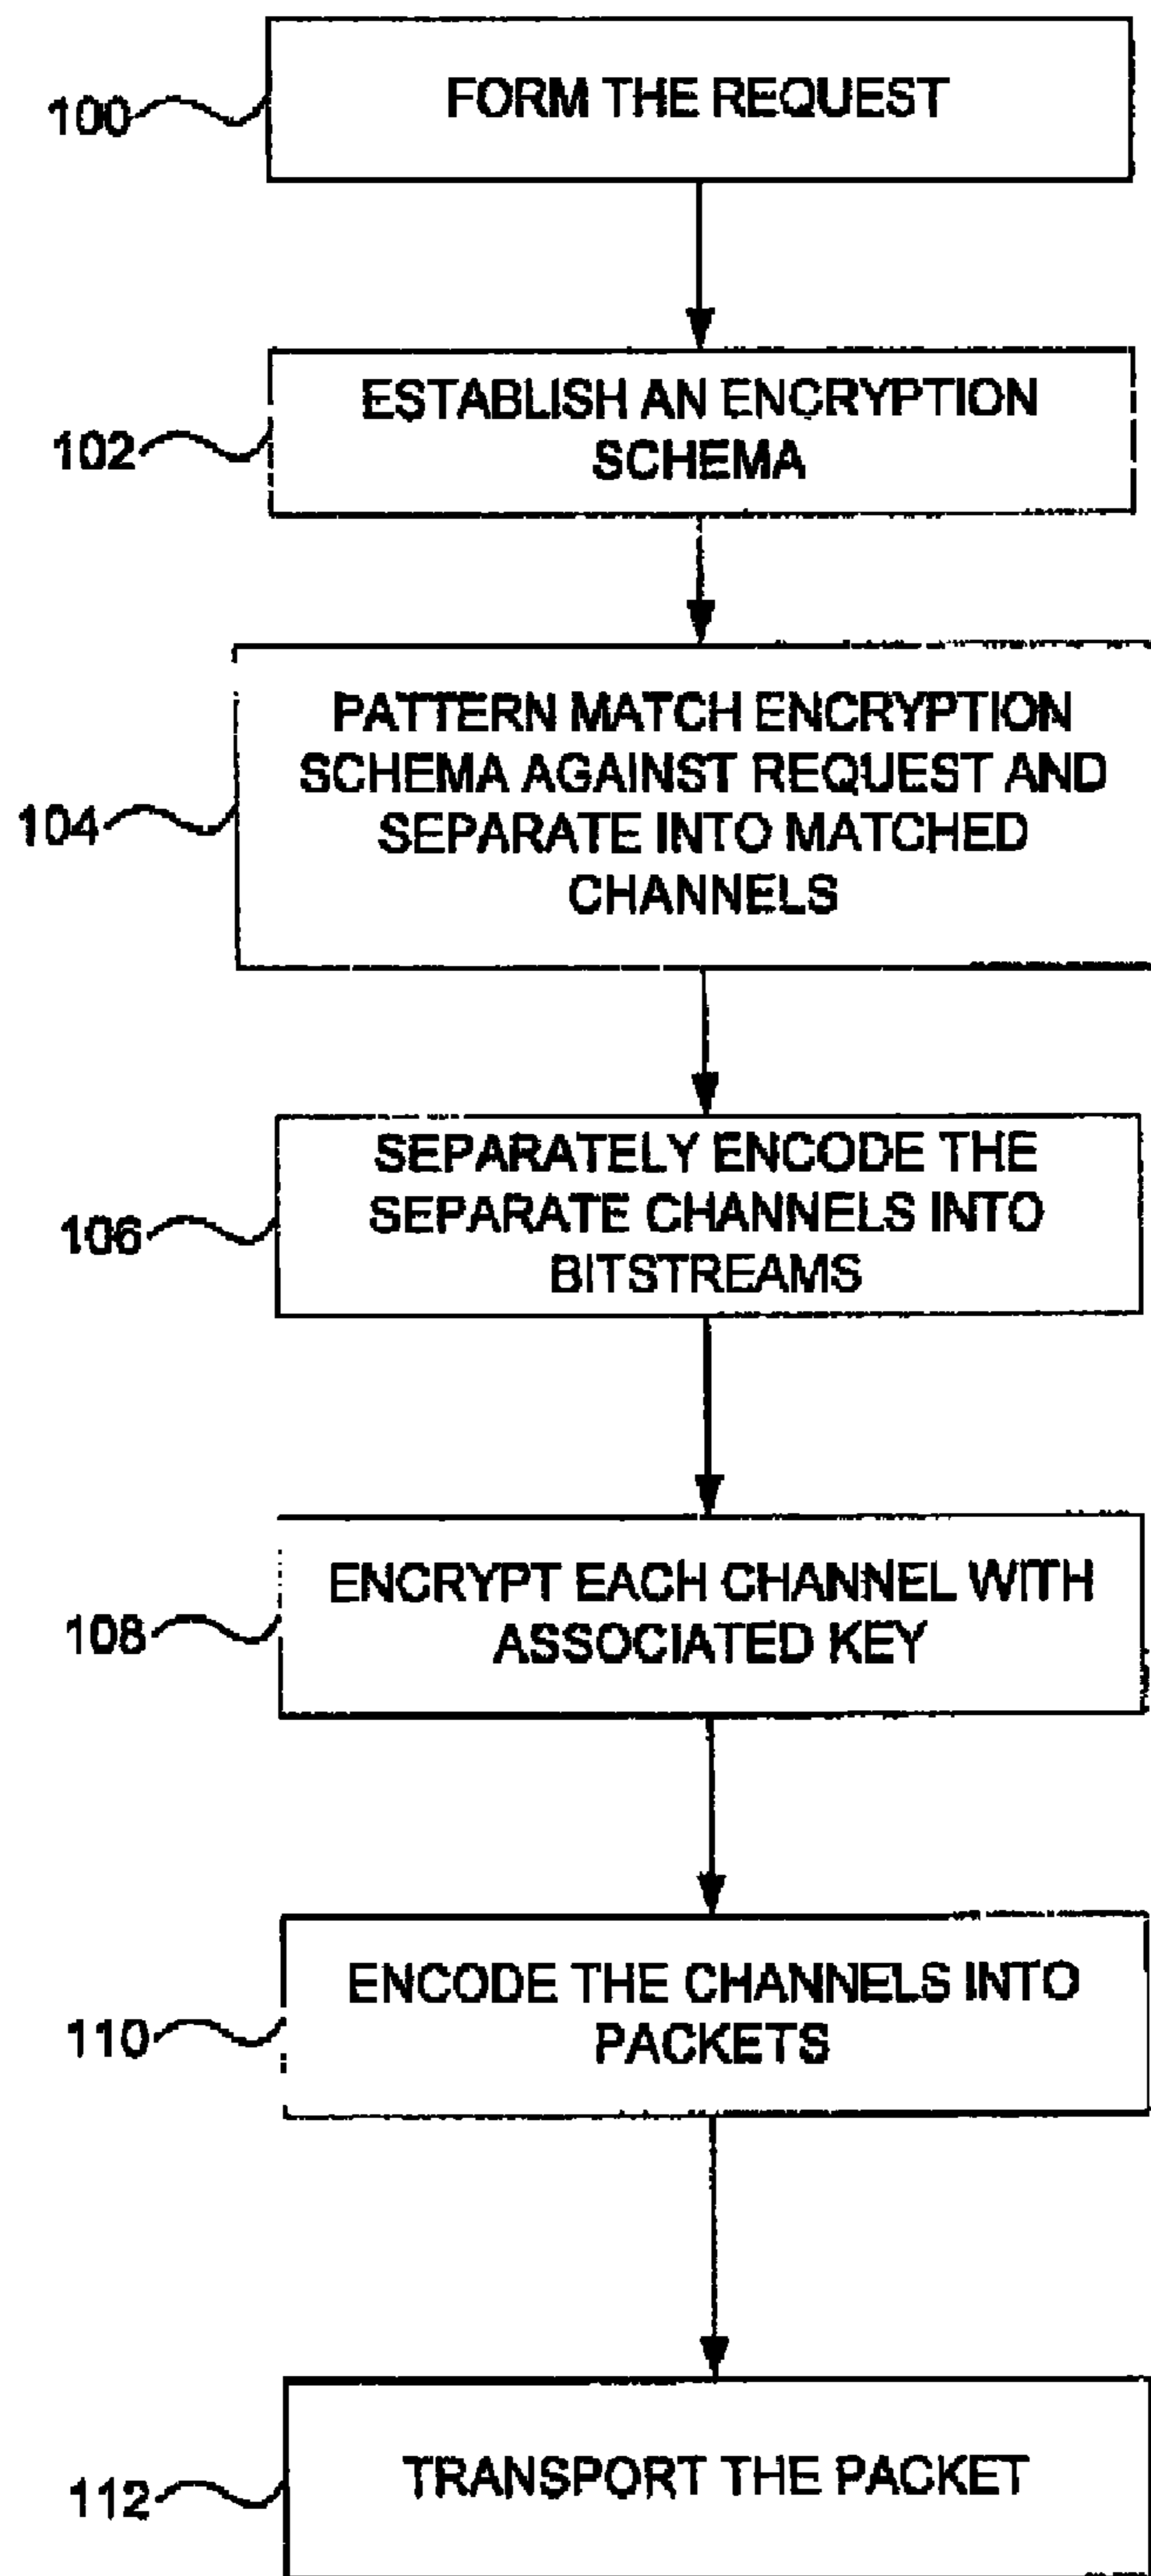 FORM THE REQUEST
100
ESTABLISH AN ENCRYPTION
SCHEMA
102
PATTERN MATCH ENCRYPTION
SCHEMA AGAINST REQUEST AND
SEPARATE INTO MATCHED
CHANNELS
104
SEPARATELY ENCODE THE
SEPARATE CHANNELS INTO
BITSTREAMS
106
ENCRYPT EACH CHANNEL WITH
ASSOCIATED KEY
108
ENCODE THE CHANNELS INTO
PACKETS
110
TRANSPORT THE PACKET
112